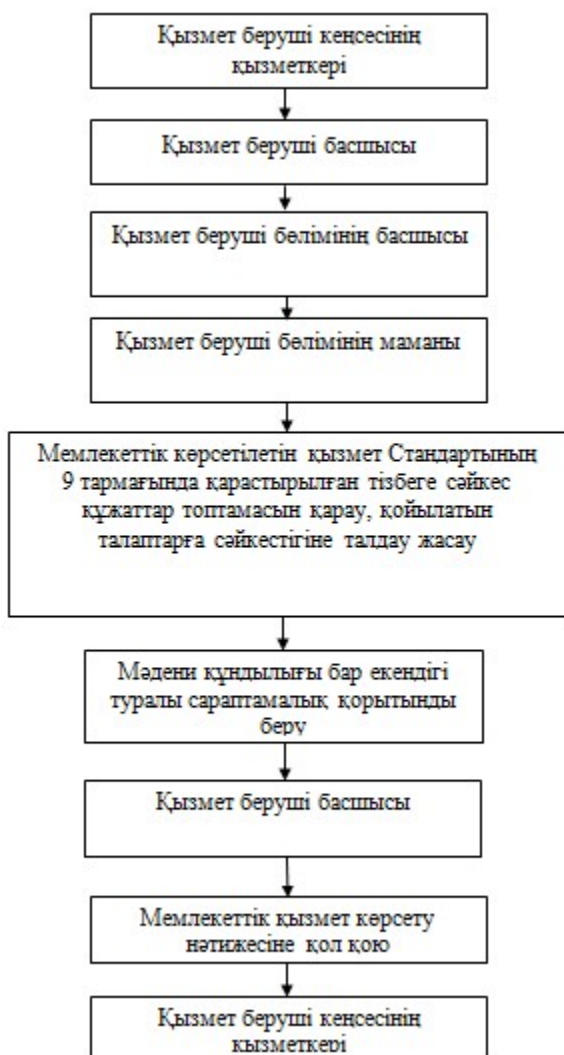 Қызмет беруші кеңсесінің
қызметкері
Қызмет беруші басшысы
Қызмет беруші бөлімінің басшысы
Қызмет беруші бөлімінің маманы
Мемлекеттік көрсетілетін қызмет Стандартының
9 тармағында қарастырылған тізбеге сәйкес
құжаттар топтамасын қарау, қойылатын
талаптарға сәйкестігіне талдау жасау
Мәдени құндылығы бар екендігі
туралы сараптамалық қорытынды
беру
Қызмет беруші басшысы
Мемлекеттік қызмет көрсету
нәтижесіне қол қою
Қызмет беруші кеңсесінің
қызметкері